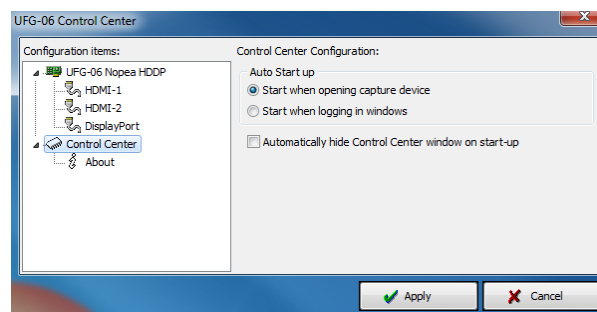 UFG-06 Control Center
Configuration items:
UFG-06 Nopea HDDP
HDMI-1
HDMI-2
DisplayPort
Control Center
About
Control Center Configuration:
Auto Start up
Start when opening capture device
Start when logging in windows
Automatically hide Control Center window on start-up
Apply
Cancel